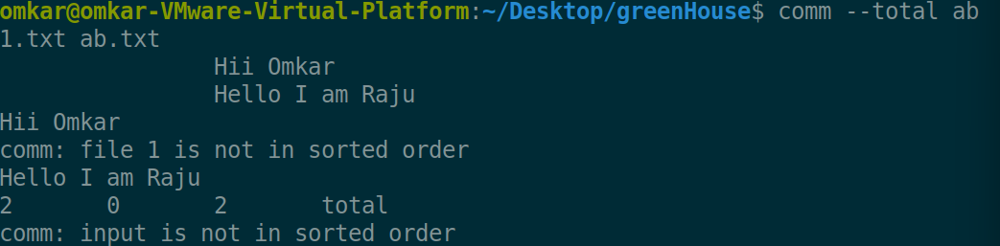 omkar@omkar-VMware-Virtual-Platform:~/Desktop/greenHouse$ comm --total ab
1.txt ab.txt
                Hii Omkar
                Hello I am Raju
Hii Omkar
comm: file 1 is not in sorted order
Hello I am Raju
2       0       2       total
comm: input is not in sorted order